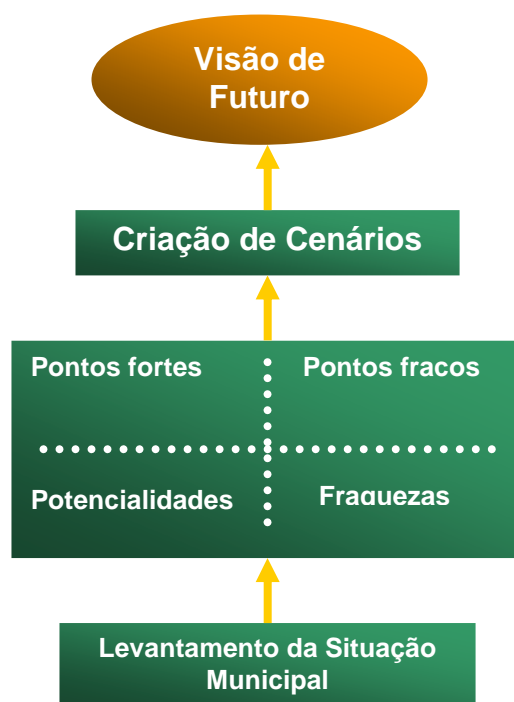 Visão de
Futuro
Criação de Cenários
Pontos fortes
Pontos fracos
Potencialidades
Fraquezas
Levantamento da Situação
Municipal